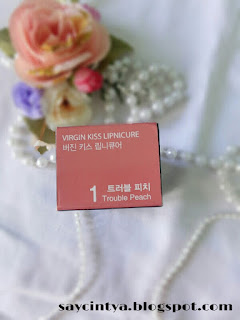 VIRGIN KISS LIPNICURE
버진 키스 립니큐어
1 트러블 피치
Trouble Peach
saycintya.blogspot.com